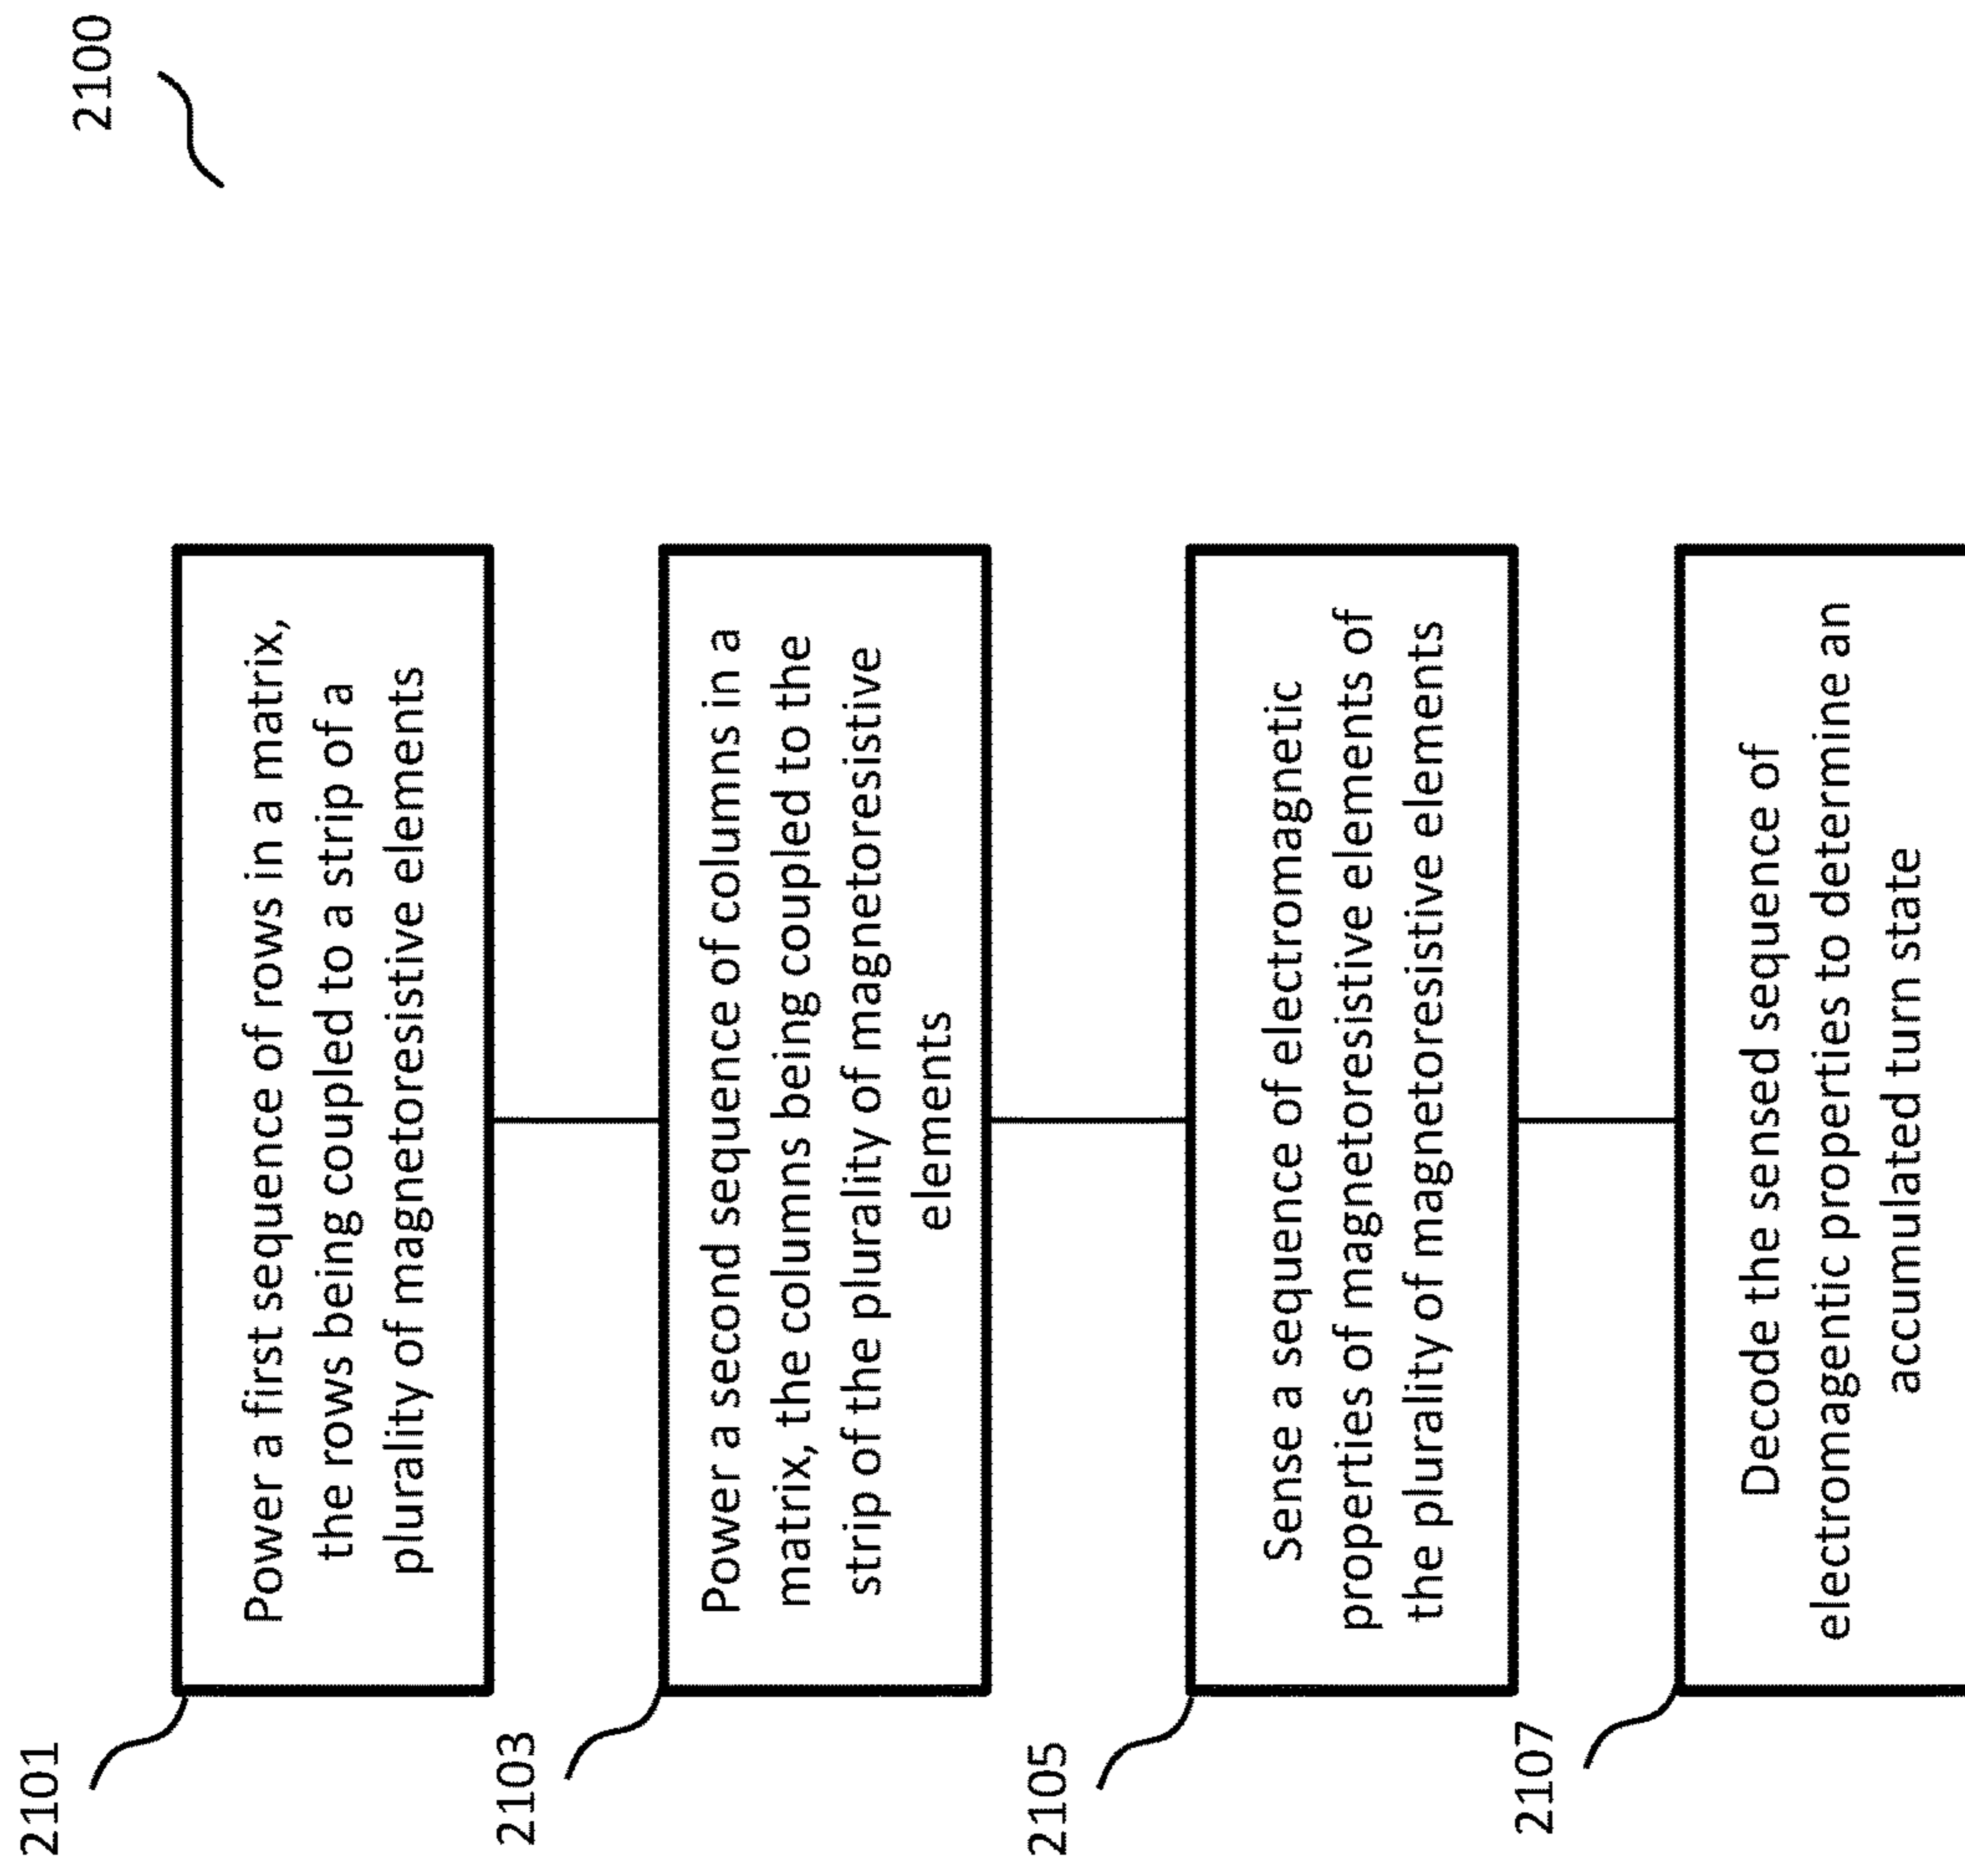 2100
2101
Power a first sequence of rows in a matrix,
the rows being coupled to a strip of a
plurality of magnetoresistive elements
2103
Power a second sequence of columns in a
matrix, the columns being coupled to the
strip of the plurality of magnetoresistive
elements
2105
Sense a sequence of electromagnetic
properties of magnetoresistive elements of
the plurality of magnetoresistive elements
2107
Decode the sensed sequence of
electromagentic properties to determine an
accumulated turn state